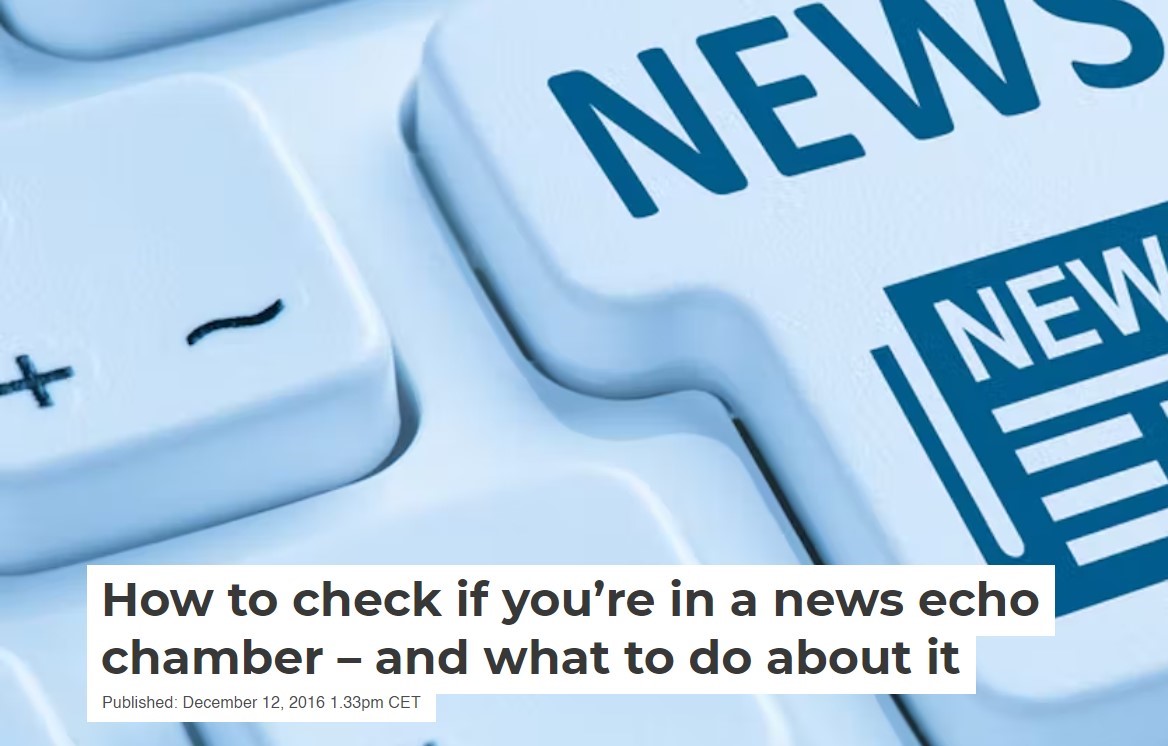 NEWS
NEW
+ ~
How to check if you’re in a news echo
chamber – and what to do about it
Published: December 12, 2016 1.33pm CET